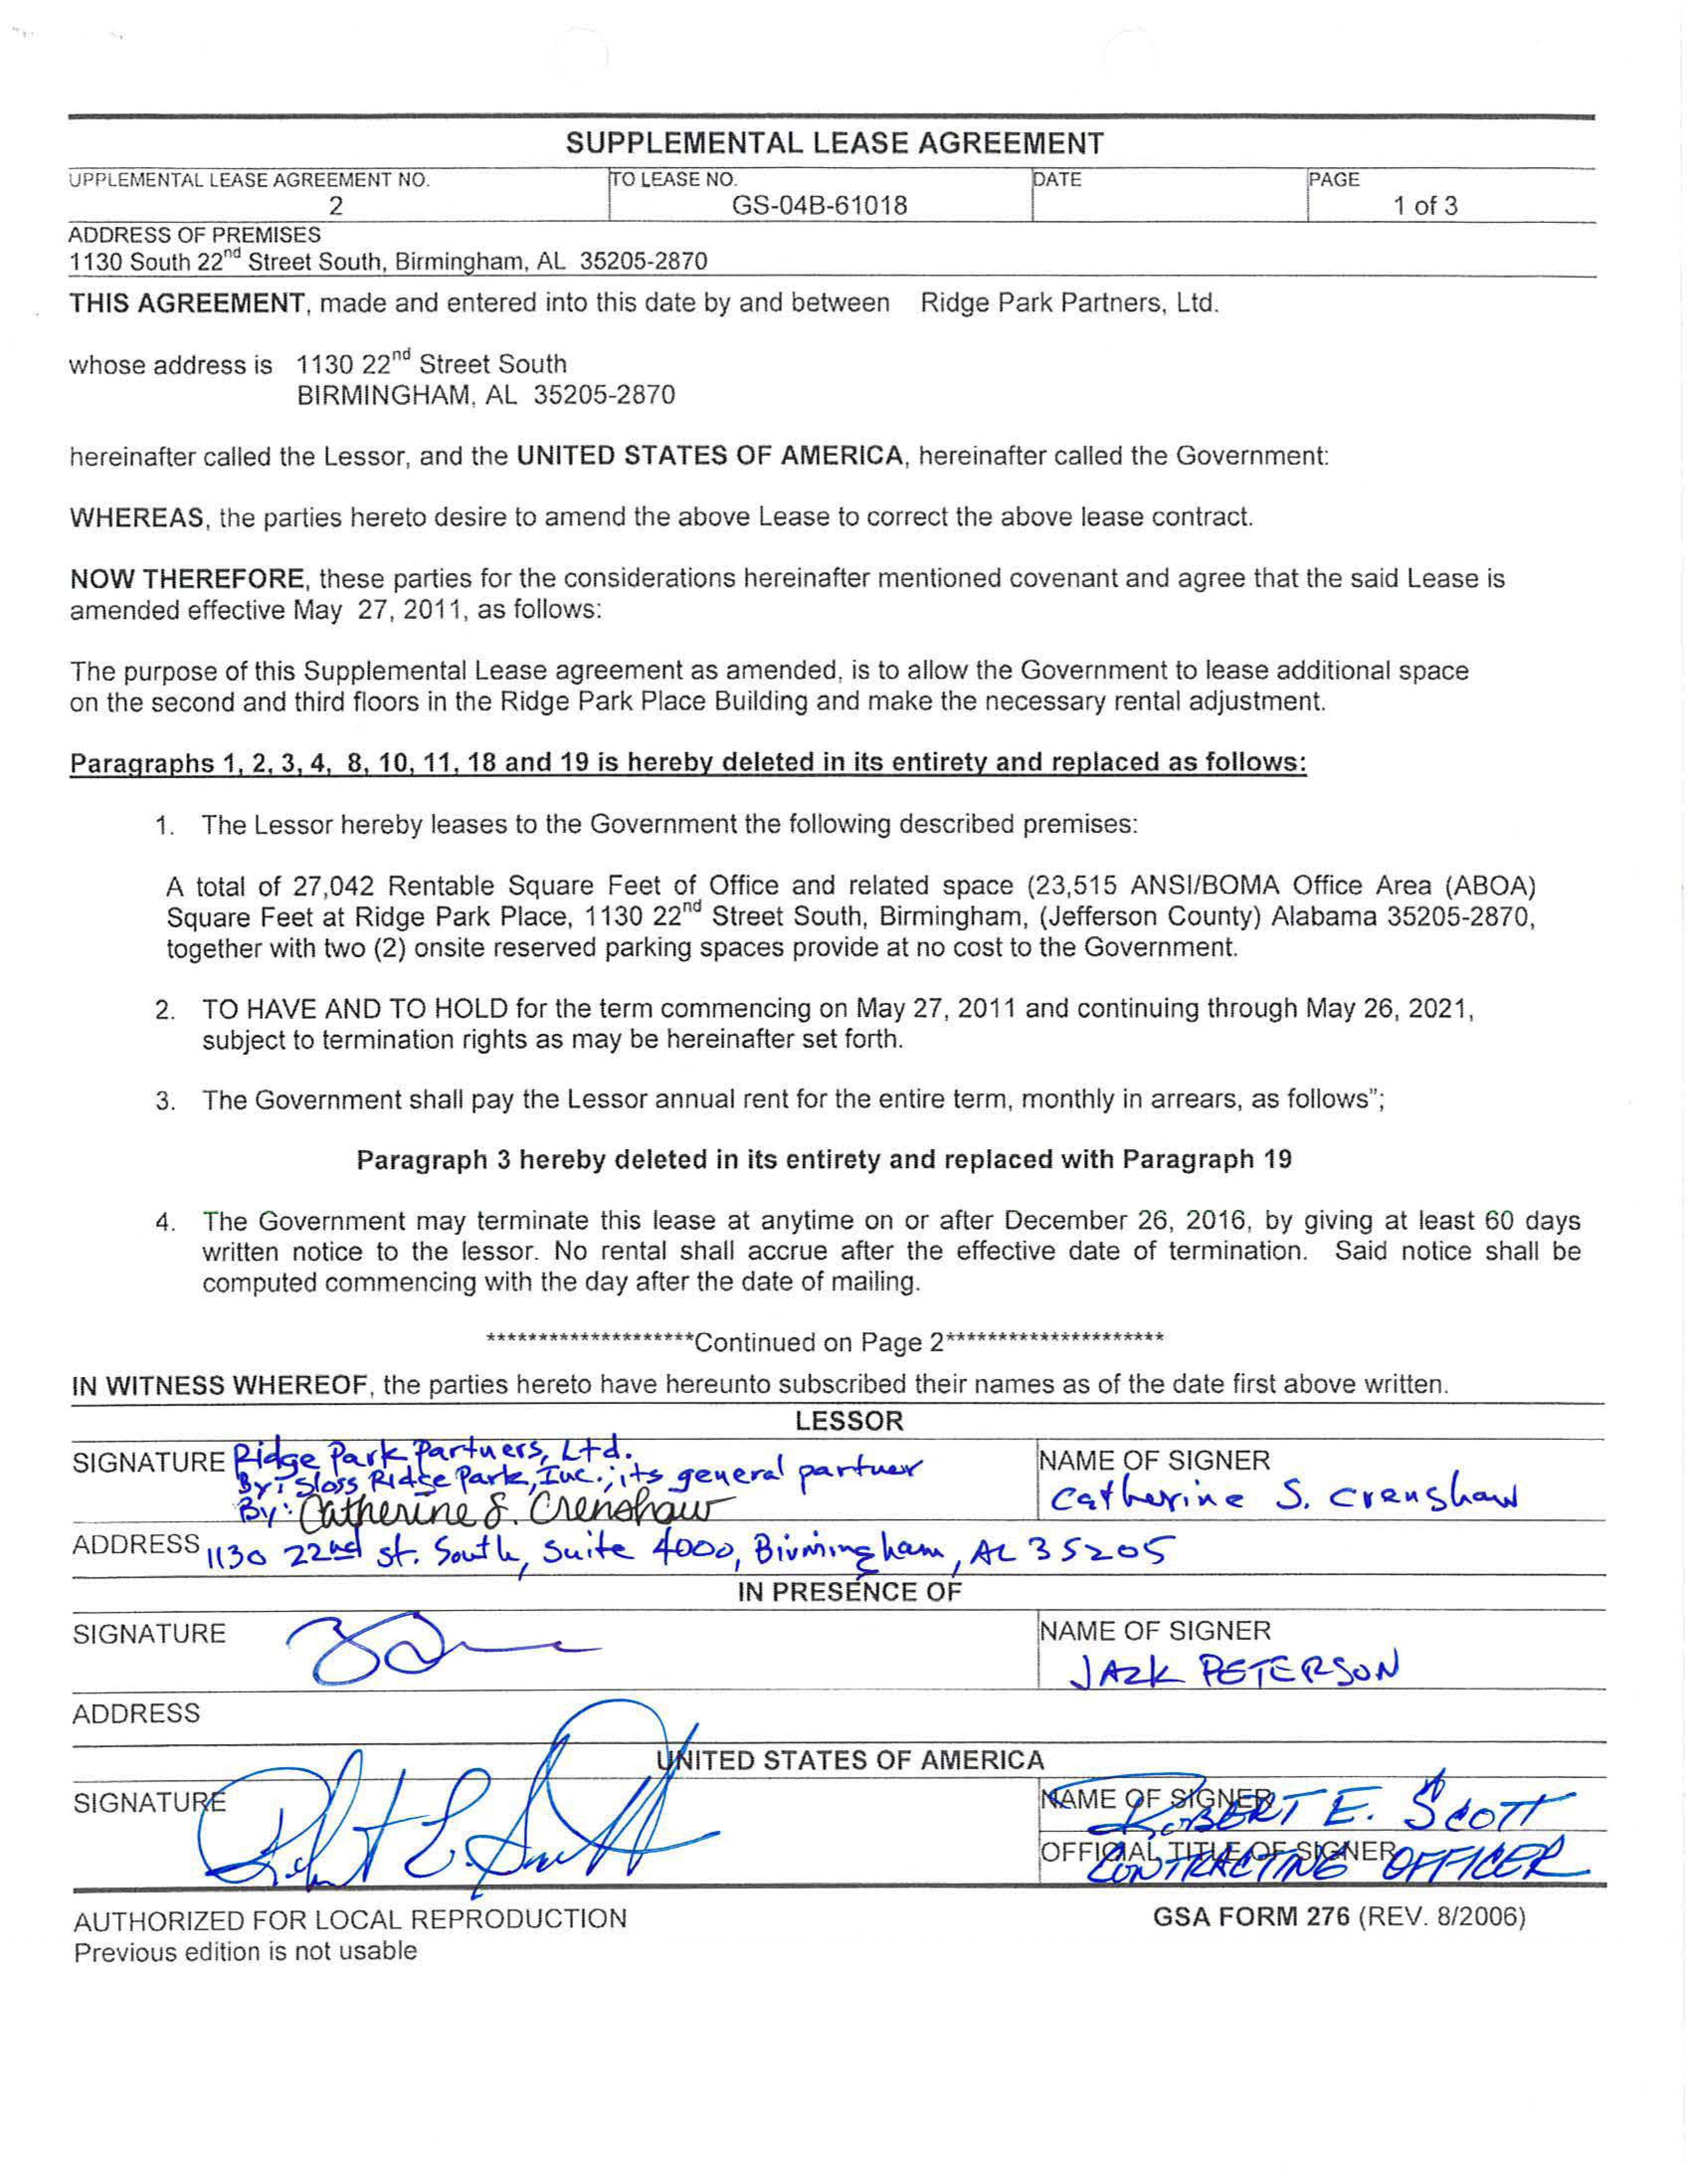 SUPPLEMENTAL LEASE AGREEMENT
UPPLEMENTAL LEASE AGREEMENT NO.
2
TO LEASE NO.
GS-04B-61018
DATE
PAGE
1 of 3
ADDRESS OF PREMISES
1130 South 22nd Street South, Birmingham, AL 35205-2870
THIS AGREEMENT, made and entered into this date by and between Ridge Park Partners, Ltd.
whose address is 1130 22nd Street South
BIRMINGHAM, AL 35205-2870
hereinafter called the Lessor, and the UNITED STATES OF AMERICA, hereinafter called the Government:
WHEREAS, the parties hereto desire to amend the above Lease to correct the above lease contract.
NOW THEREFORE, these parties for the considerations hereinafter mentioned covenant and agree that the said Lease is
amended effective May 27, 2011, as follows:
The purpose of this Supplemental Lease agreement as amended, is to allow the Government to lease additional space
on the second and third floors in the Ridge Park Place Building and make the necessary rental adjustment.
Paragraphs 1, 2, 3, 4, 8, 10, 11, 18 and 19 is hereby deleted in its entirety and replaced as follows:
1. The Lessor hereby leases to the Government the following described premises:
A total of 27,042 Rentable Square Feet of Office and related space (23,515 ANSI/BOMA Office Area (ABOA)
Square Feet at Ridge Park Place, 1130 22nd Street South, Birmingham, (Jefferson County) Alabama 35205-2870,
together with two (2) onsite reserved parking spaces provide at no cost to the Government.
2. TO HAVE AND TO HOLD for the term commencing on May 27, 2011 and continuing through May 26, 2021,
subject to termination rights as may be hereinafter set forth.
3. The Government shall pay the Lessor annual rent for the entire term, monthly in arrears, as follows";
Paragraph 3 hereby deleted in its entirety and replaced with Paragraph 19
4. The Government may terminate this lease at anytime on or after December 26, 2016, by giving at least 60 days
written notice to the lessor. No rental shall accrue after the effective date of termination. Said notice shall be
computed commencing with the day after the date of mailing.
*********************Continued on Page 2*********************
IN WITNESS WHEREOF, the parties hereto have hereunto subscribed their names as of the date first above written.
LESSOR
SIGNATURE Ridge Park Partners, Ltd.
By: Sloss Ridge Park, Inc., its general partner
By: Catherine S. Crenshaw
NAME OF SIGNER
Catherine S. Crenshaw
ADDRESS 1130 22nd St. South, Suite 4000, Birmingham, AL 35205
IN PRESENCE OF
SIGNATURE
NAME OF SIGNER
JACK PETERSON
ADDRESS
UNITED STATES OF AMERICA
SIGNATURE
NAME OF SIGNER
ROBERT E. SCOTT
OFFICIAL TITLE OF SIGNER
CONTRACTING OFFICER
AUTHORIZED FOR LOCAL REPRODUCTION
Previous edition is not usable
GSA FORM 276 (REV. 8/2006)